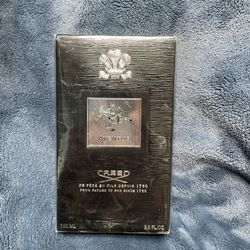 CREED
DE PÈRE EN FILS DEPUIS 1760
FROM FATHER TO SON SINCE 1760
100 ML
3.3 FL.OZ.